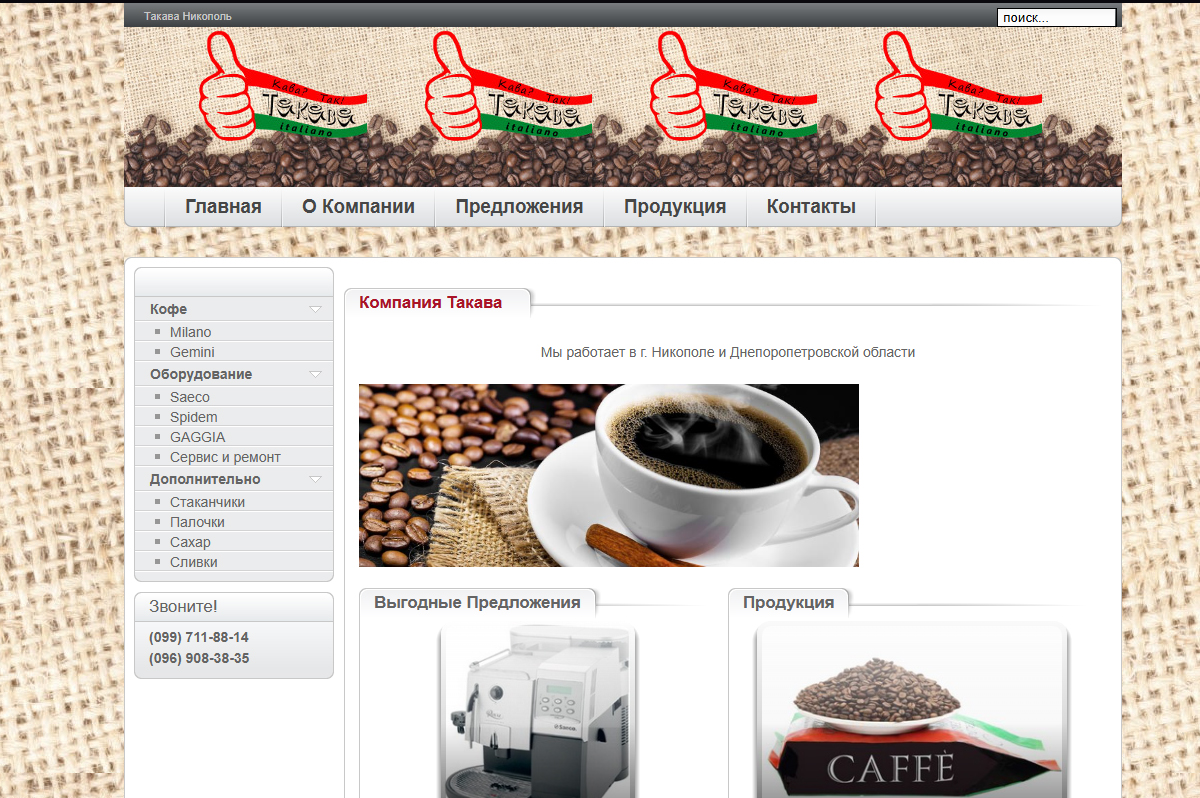 Такава Никополь
поиск...
Кава? Так!
Такава
italiano
Кава? Так!
Такава
italiano
Кава? Так!
Такава
italiano
Кава? Так!
Такава
italiano
Главная
О Компании
Предложения
Продукция
Контакты
Кофе
Milano
Gemini
Оборудование
Saeco
Spidem
GAGGIA
Сервис и ремонт
Дополнительно
Стаканчики
Палочки
Сахар
Сливки
Звоните!
(099) 711-88-14
(096) 908-38-35
Компания Такава
Мы работает в г. Никополе и Днепоропетровской области
Выгодные Предложения
Saeco
Продукция
CAFFÈ